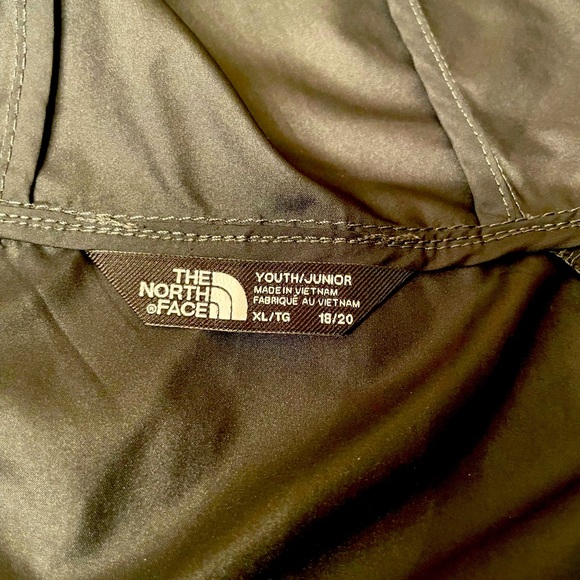 THE
NORTH
®FACE
YOUTH/JUNIOR
MADE IN VIETNAM
FABRIQUÉ AU VIETNAM
XL/TG 18/20